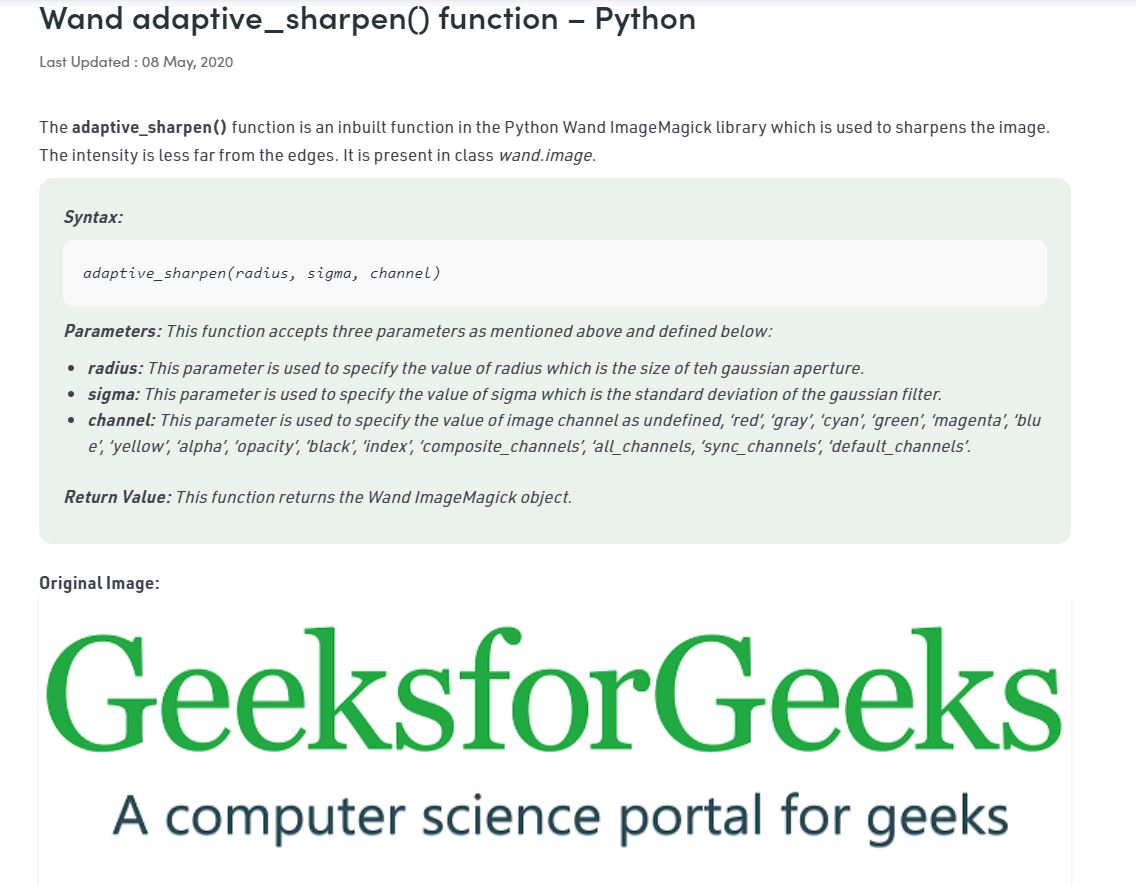 Wand adaptive_sharpen() function – Python
Last Updated : 08 May, 2020
The adaptive_sharpen() function is an inbuilt function in the Python Wand ImageMagick library which is used to sharpens the image.
The intensity is less far from the edges. It is present in class wand.image.
Syntax:
adaptive_sharpen(radius, sigma, channel)
Parameters: This function accepts three parameters as mentioned above and defined below:
• radius: This parameter is used to specify the value of radius which is the size of teh gaussian aperture.
• sigma: This parameter is used to specify the value of sigma which is the standard deviation of the gaussian filter.
• channel: This parameter is used to specify the value of image channel as undefined, ‘red’, ‘gray’, ‘cyan’, ‘green’, ‘magenta’, ‘blu
e’, ‘yellow’, ‘alpha’, ‘opacity’, ‘black’, ‘index’, ‘composite_channels’, ‘all_channels, ‘sync_channels’, ‘default_channels’.
Return Value: This function returns the Wand ImageMagick object.
Original Image:
GeeksforGeeks
A computer science portal for geeks